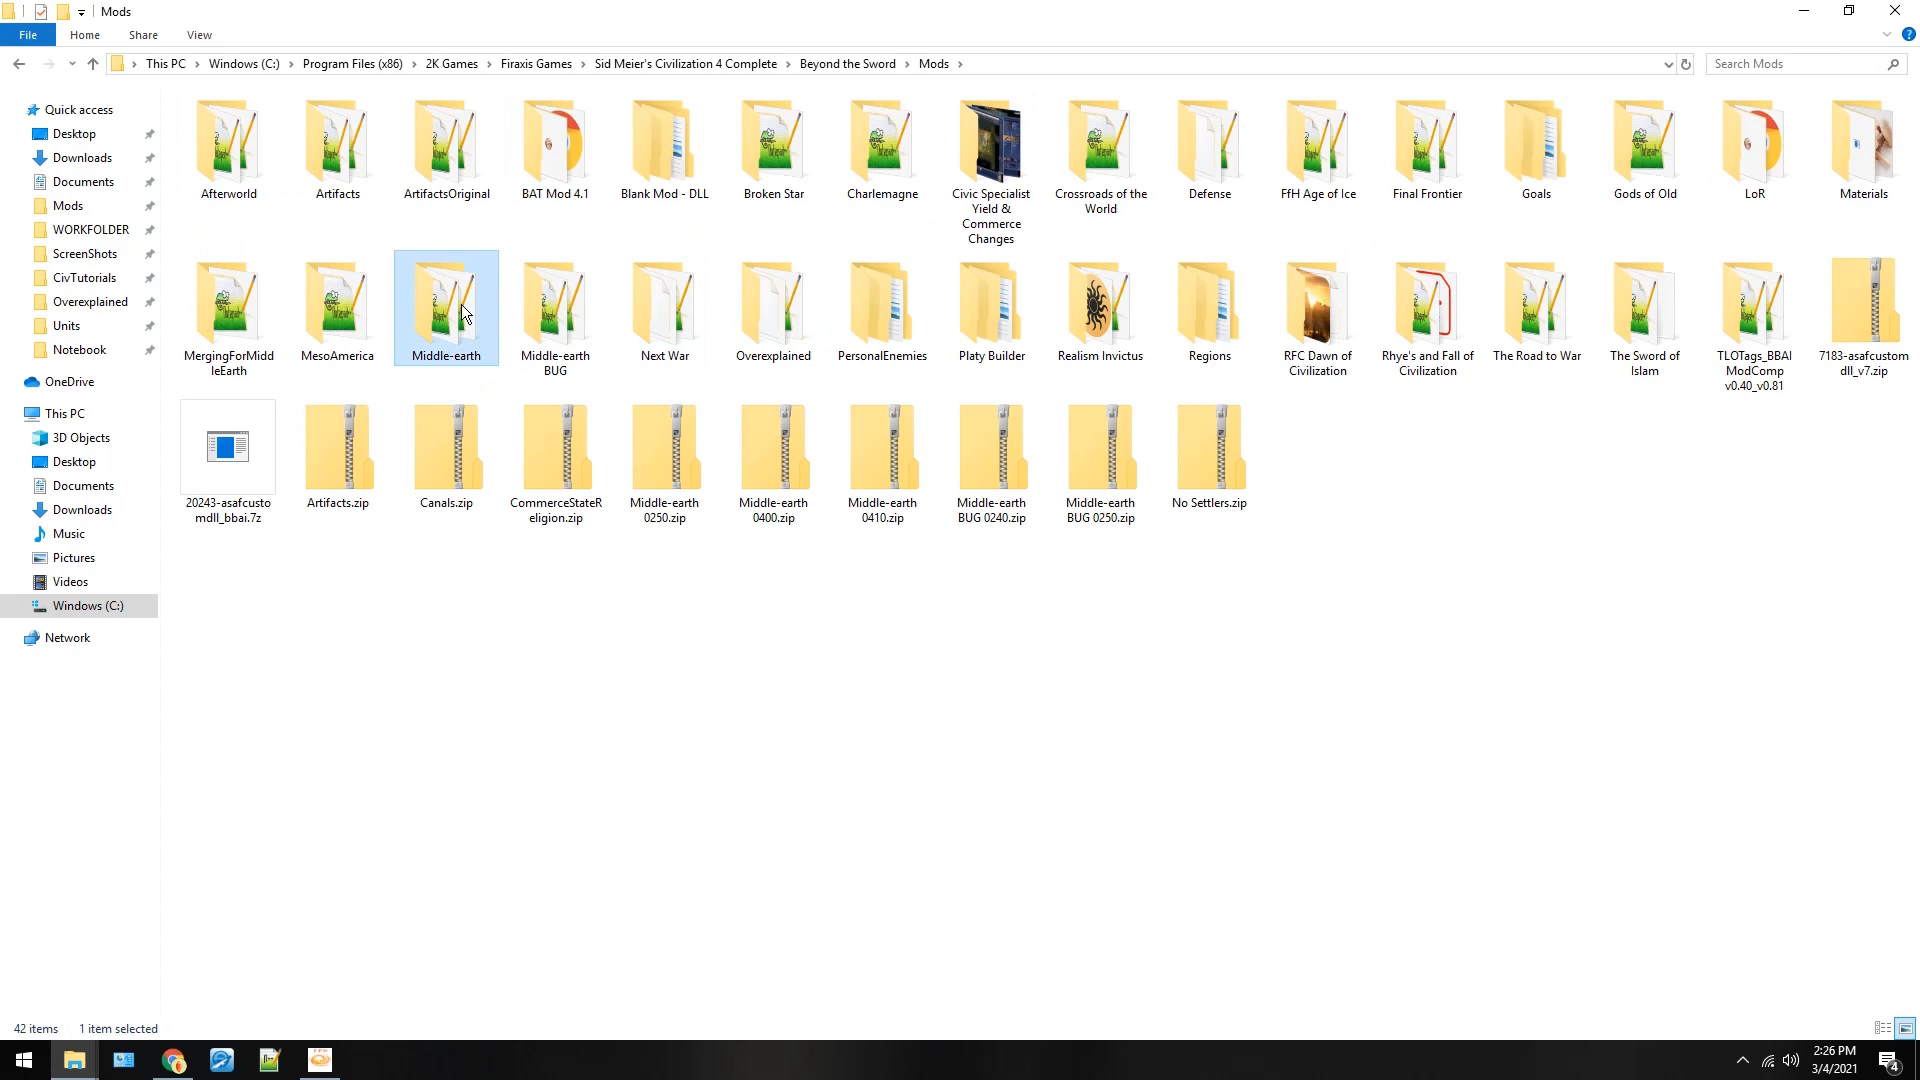 Mods
File Home Share View
This PC Windows (C:) Program Files (x86) 2K Games Firaxis Games Sid Meier's Civilization 4 Complete Beyond the Sword Mods
Search Mods
Quick access
Desktop
Downloads
Documents
Mods
WORKFOLDER
ScreenShots
CivTutorials
Overexplained
Units
Notebook
OneDrive
This PC
3D Objects
Desktop
Documents
Downloads
Music
Pictures
Videos
Windows (C:)
Network
Afterworld
Artifacts
ArtifactsOriginal
BAT Mod 4.1
Blank Mod - DLL
Broken Star
Charlemagne
Civic Specialist
Yield &
Commerce
Changes
Crossroads of the
World
Defense
FfH Age of Ice
Final Frontier
Goals
Gods of Old
LoR
Materials
MergingForMidd
leEarth
MesoAmerica
Middle-earth
Middle-earth
BUG
Next War
Overexplained
PersonalEnemies
Platy Builder
Realism Invictus
Regions
RFC Dawn of
Civilization
Rhye's and Fall of
Civilization
The Road to War
The Sword of
Islam
TLOTags_BBAI
ModComp
v0.40_v0.81
7183-asafcustom
dll_v7.zip
20243-asafcusto
mdll_bbai.7z
Artifacts.zip
Canals.zip
CommerceStateR
eligion.zip
Middle-earth
0250.zip
Middle-earth
0400.zip
Middle-earth
0410.zip
Middle-earth
BUG 0240.zip
Middle-earth
BUG 0250.zip
No Settlers.zip
42 items 1 item selected
2:26 PM
3/4/2021
4